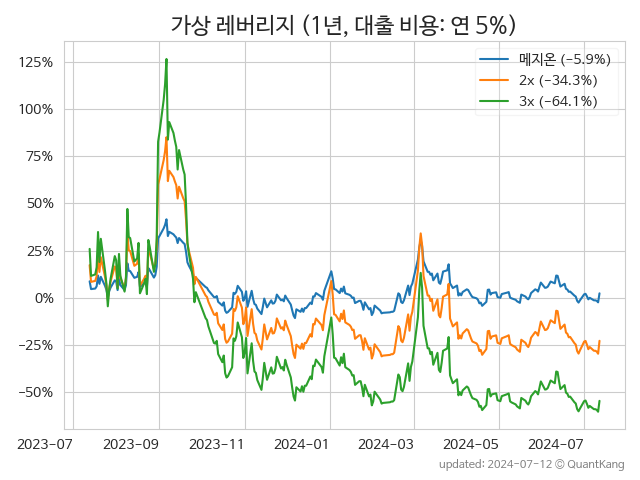 가상 레버리지 (1년, 대출 비용: 연 5%)
메지온 (-5.9%)
2x (-34.3%)
3x (-64.1%)
125%
100%
75%
50%
25%
0%
-25%
-50%
2023-07 2023-09 2023-11 2024-01 2024-03 2024-05 2024-07
updated: 2024-07-12 © QuantKang